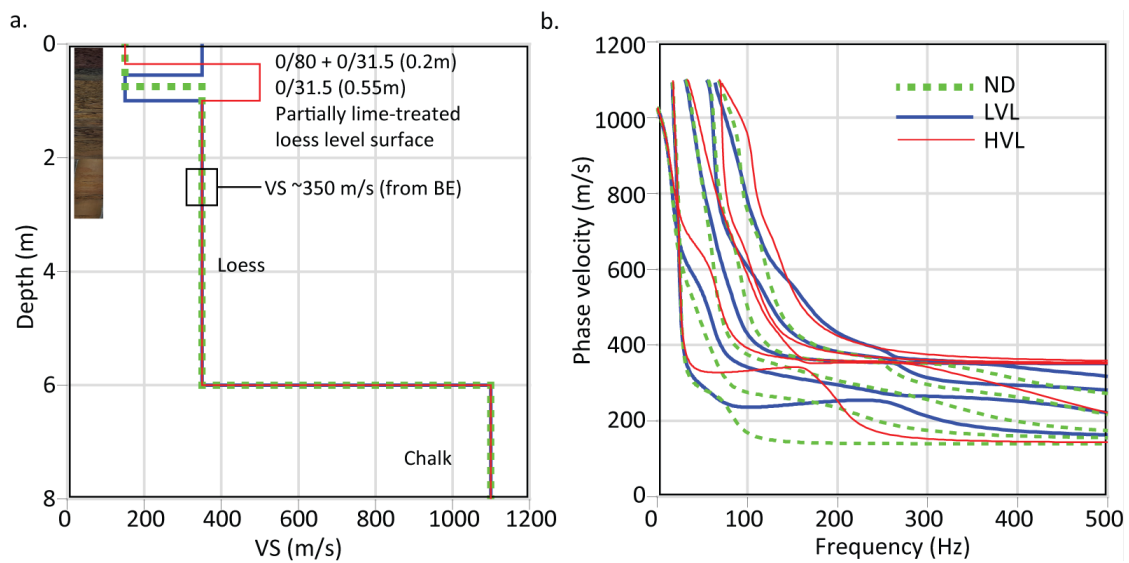 a.
0/80 + 0/31.5 (0.2m)
0/31.5 (0.55m)
Partially lime-treated
loess level surface
VS ~350 m/s (from BE)
Loess
Chalk
Depth (m)
0
2
4
6
8
0 200 400 600 800 1000 1200
VS (m/s)
b.
ND
LVL
HVL
Phase velocity (m/s)
1200
1000
800
600
400
200
0
0 100 200 300 400 500
Frequency (Hz)